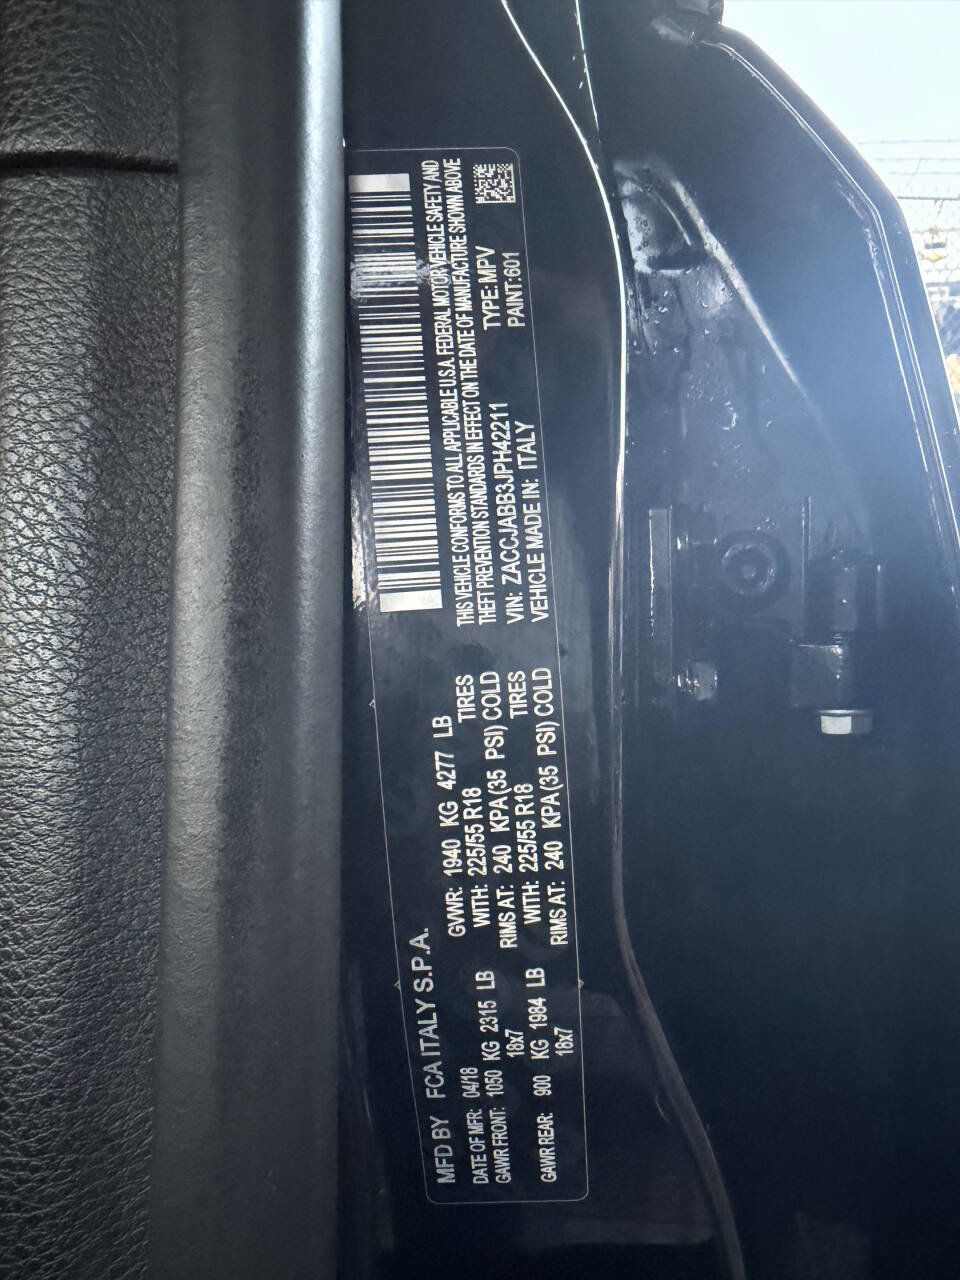 MFD BY FCA ITALY S.P.A.
DATE OF MFR: 04/18 GVWR: 1940 KG 4277 LB
GAWR FRONT: 1050 KG 2315 LB WITH: 225/55 R18 TIRES
18x7 RIMS AT: 240 KPA (35 PSI) COLD
GAWR REAR: 900 KG 1984 LB WITH: 225/55 R18 TIRES
18x7 RIMS AT: 240 KPA (35 PSI) COLD
THIS VEHICLE CONFORMS TO ALL APPLICABLE U.S.A. FEDERAL MOTOR VEHICLE SAFETY AND
THEFT PREVENTION STANDARDS IN EFFECT ON THE DATE OF MANUFACTURE SHOWN ABOVE
VIN: ZACCJABB3JPH42211 TYPE: MPV
VEHICLE MADE IN: ITALY PAINT:601